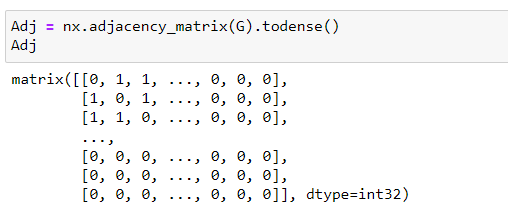 Adj = nx.adjacency_matrix(G).todense()
Adj
matrix([[0, 1, 1, ..., 0, 0, 0],
        [1, 0, 1, ..., 0, 0, 0],
        [1, 1, 0, ..., 0, 0, 0],
        ...,
        [0, 0, 0, ..., 0, 0, 0],
        [0, 0, 0, ..., 0, 0, 0],
        [0, 0, 0, ..., 0, 0, 0]], dtype=int32)